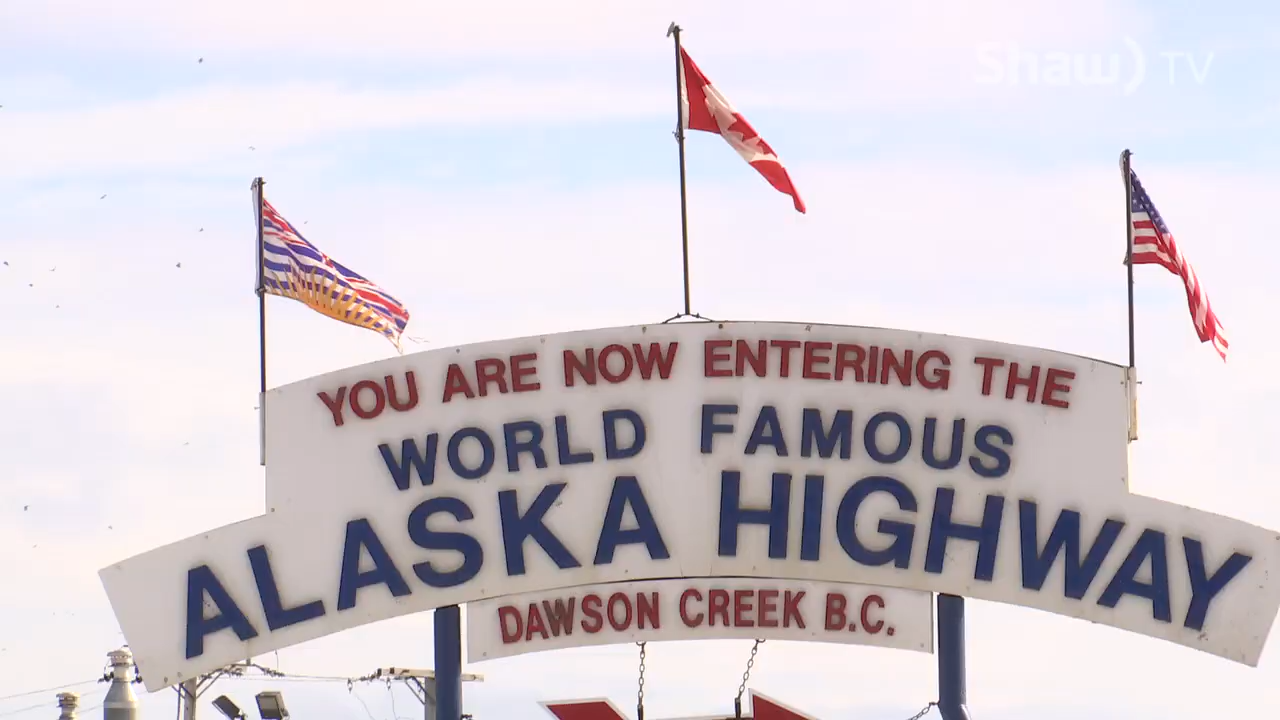 Shaw) TV
YOU ARE NOW ENTERING THE
WORLD FAMOUS
ALASKA HIGHWAY
DAWSON CREEK B.C.